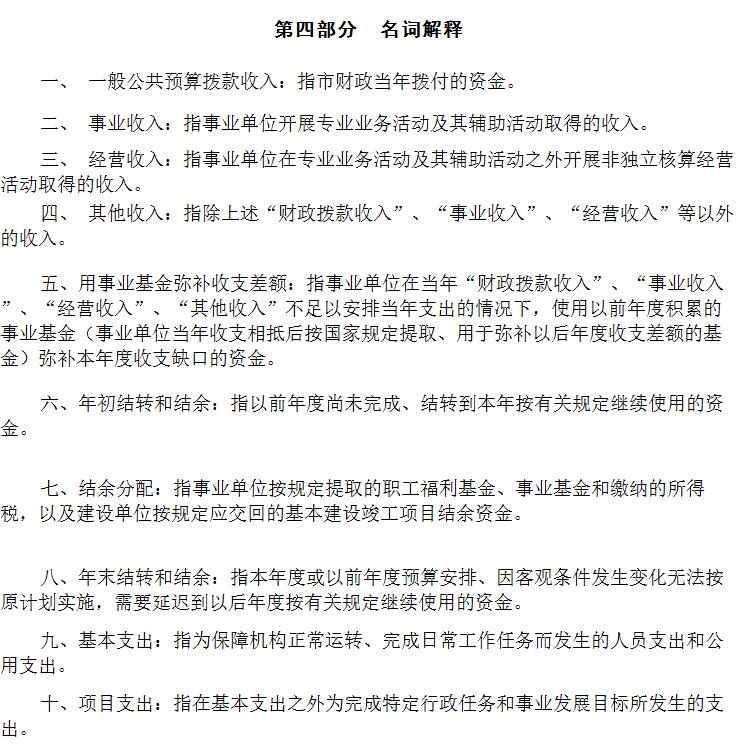 第四部分　名词解释
一、 一般公共预算拨款收入：指市财政当年拨付的资金。
二、 事业收入：指事业单位开展专业业务活动及其辅助活动取得的收入。
三、 经营收入：指事业单位在专业业务活动及其辅助活动之外开展非独立核算经营
活动取得的收入。
四、 其他收入：指除上述“财政拨款收入”、“事业收入”、“经营收入”等以外
的收入。
五、用事业基金弥补收支差额：指事业单位在当年“财政拨款收入”、“事业收入
”、“经营收入”、“其他收入”不足以安排当年支出的情况下，使用以前年度积累的
事业基金（事业单位当年收支相抵后按国家规定提取、用于弥补以后年度收支差额的基
金）弥补本年度收支缺口的资金。
六、年初结转和结余：指以前年度尚未完成、结转到本年按有关规定继续使用的资
金。
七、结余分配：指事业单位按规定提取的职工福利基金、事业基金和缴纳的所得
税，以及建设单位按规定应交回的基本建设竣工项目结余资金。
八、年末结转和结余：指本年度或以前年度预算安排、因客观条件发生变化无法按
原计划实施，需要延迟到以后年度按有关规定继续使用的资金。
九、基本支出：指为保障机构正常运转、完成日常工作任务而发生的人员支出和公
用支出。
十、项目支出：指在基本支出之外为完成特定行政任务和事业发展目标所发生的支
出。